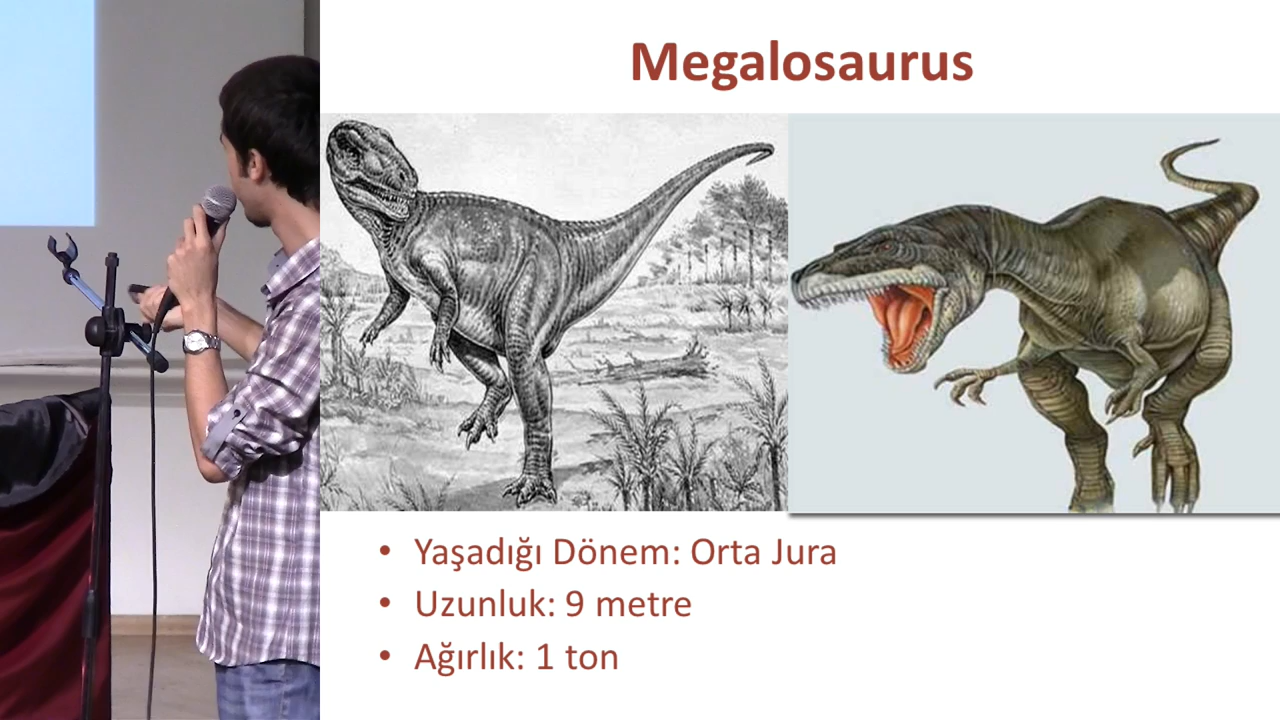 Megalosaurus
• Yaşadığı Dönem: Orta Jura
• Uzunluk: 9 metre
• Ağırlık: 1 ton